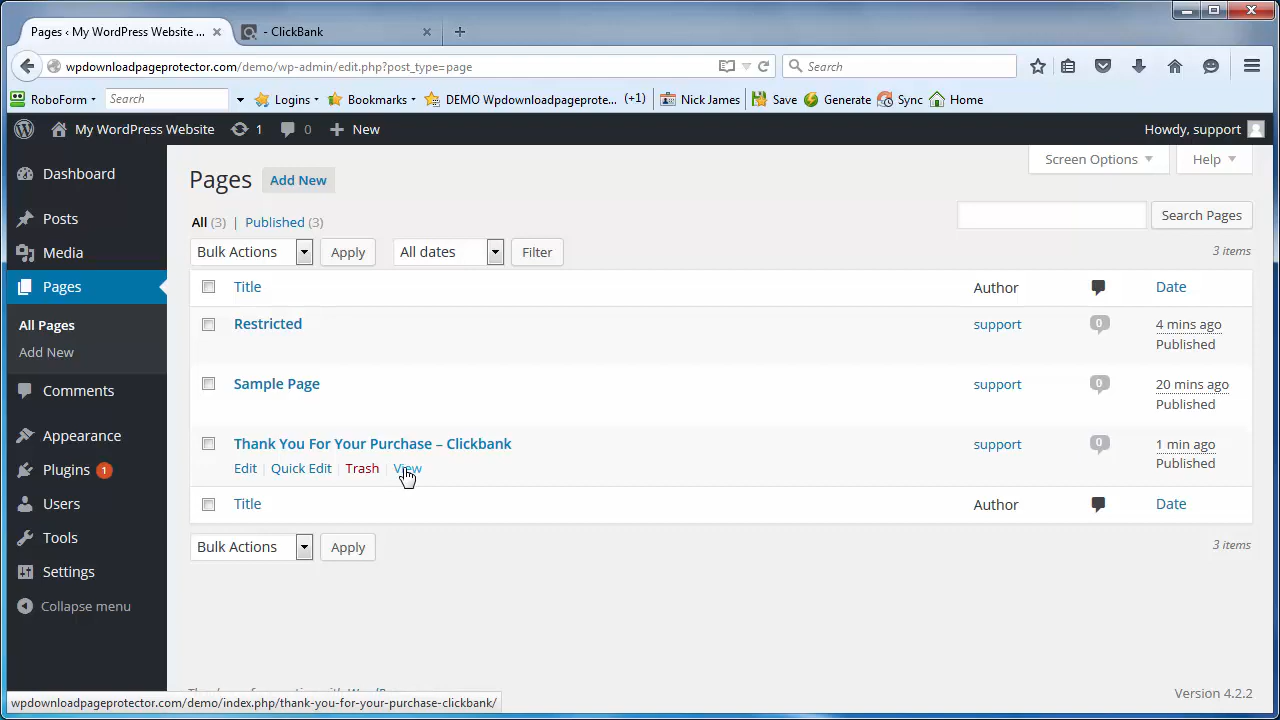 Pages ‹ My WordPress Website ...
- ClickBank
wpdownloadpageprotector.com/demo/wp-admin/edit.php?post_type=page
Search
RoboForm
Search
Logins
Bookmarks
DEMO Wpdownloadpageprote... (+1)
Nick James
Save
Generate
Sync
Home
My WordPress Website
1
0
New
Howdy, support
Dashboard
Posts
Media
Pages
All Pages
Add New
Comments
Appearance
Plugins 1
Users
Tools
Settings
Collapse menu
Screen Options
Help
Pages Add New
All (3) | Published (3)
Search Pages
Bulk Actions Apply All dates Filter
3 items
Title Author Date
Restricted support 0 4 mins ago
Published
Sample Page support 0 20 mins ago
Published
Thank You For Your Purchase – Clickbank support 0 1 min ago
Edit | Quick Edit | Trash | View Published
Title Author Date
Bulk Actions Apply
3 items
Version 4.2.2
wpdownloadpageprotector.com/demo/index.php/thank-you-for-your-purchase-clickbank/